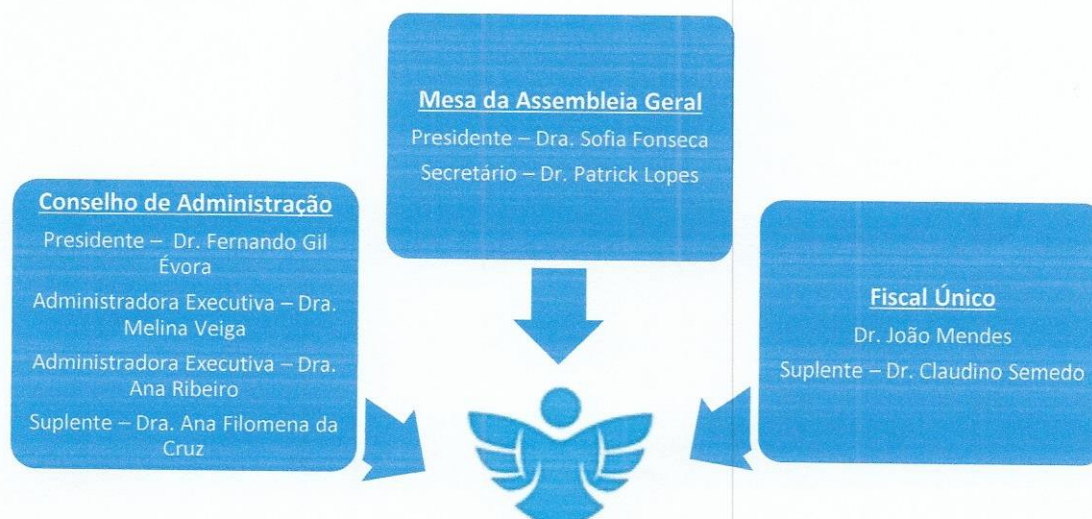 Mesa da Assembleia Geral
Presidente – Dra. Sofia Fonseca
Secretário – Dr. Patrick Lopes
Conselho de Administração
Presidente – Dr. Fernando Gil
Évora
Administradora Executiva – Dra.
Melina Veiga
Administradora Executiva – Dra.
Ana Ribeiro
Suplente – Dra. Ana Filomena da
Cruz
Fiscal Único
Dr. João Mendes
Suplente – Dr. Claudino Semedo